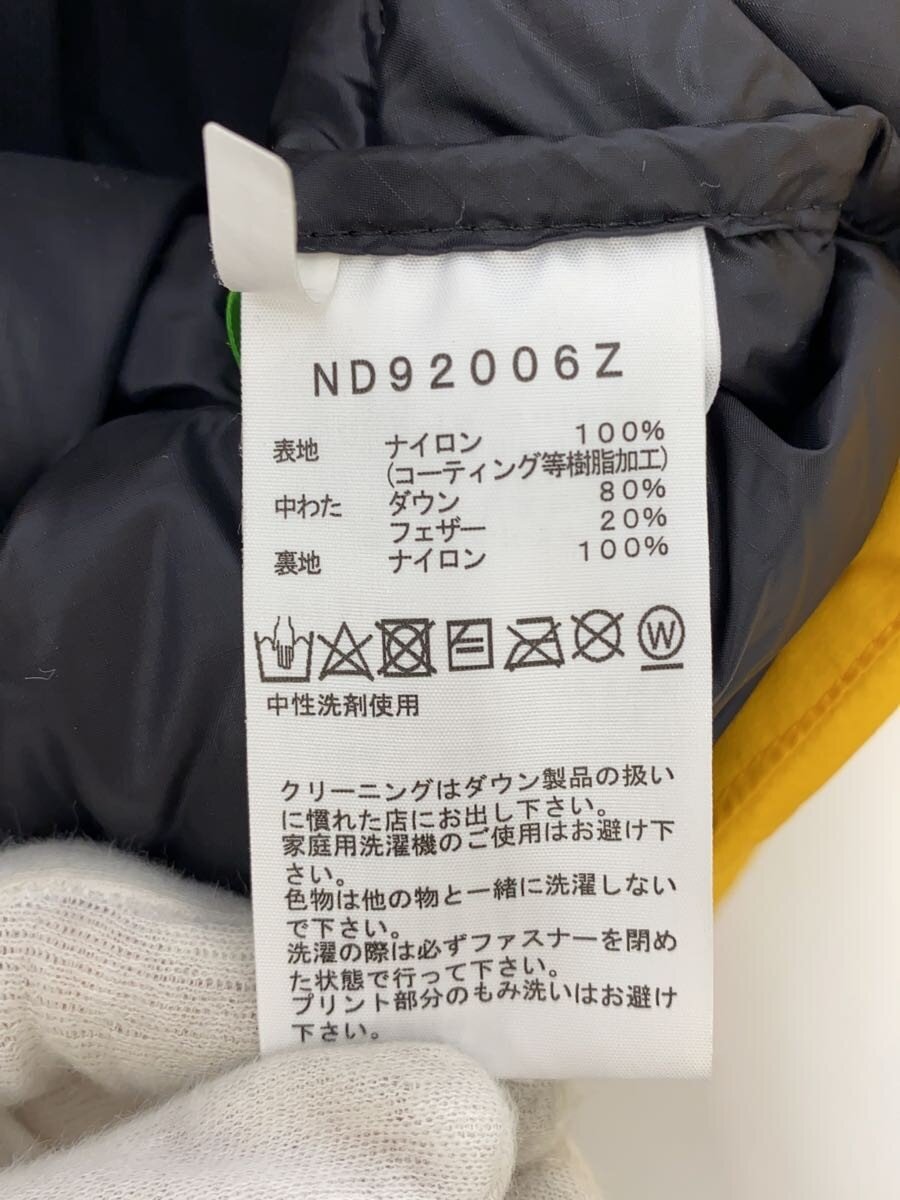 ND92006Z
表地 ナイロン 100%
(コーティング等樹脂加工)
中わた ダウン 80%
フェザー 20%
裏地 ナイロン 100%
W
中性洗剤使用
クリーニングはダウン製品の扱い
に慣れた店にお出し下さい。
家庭用洗濯機のご使用はお避け下
さい。
色物は他の物と一緒に洗濯しない
で下さい。
洗濯の際は必ずファスナーを閉め
た状態で行って下さい。
プリント部分のもみ洗いはお避け
下さい。